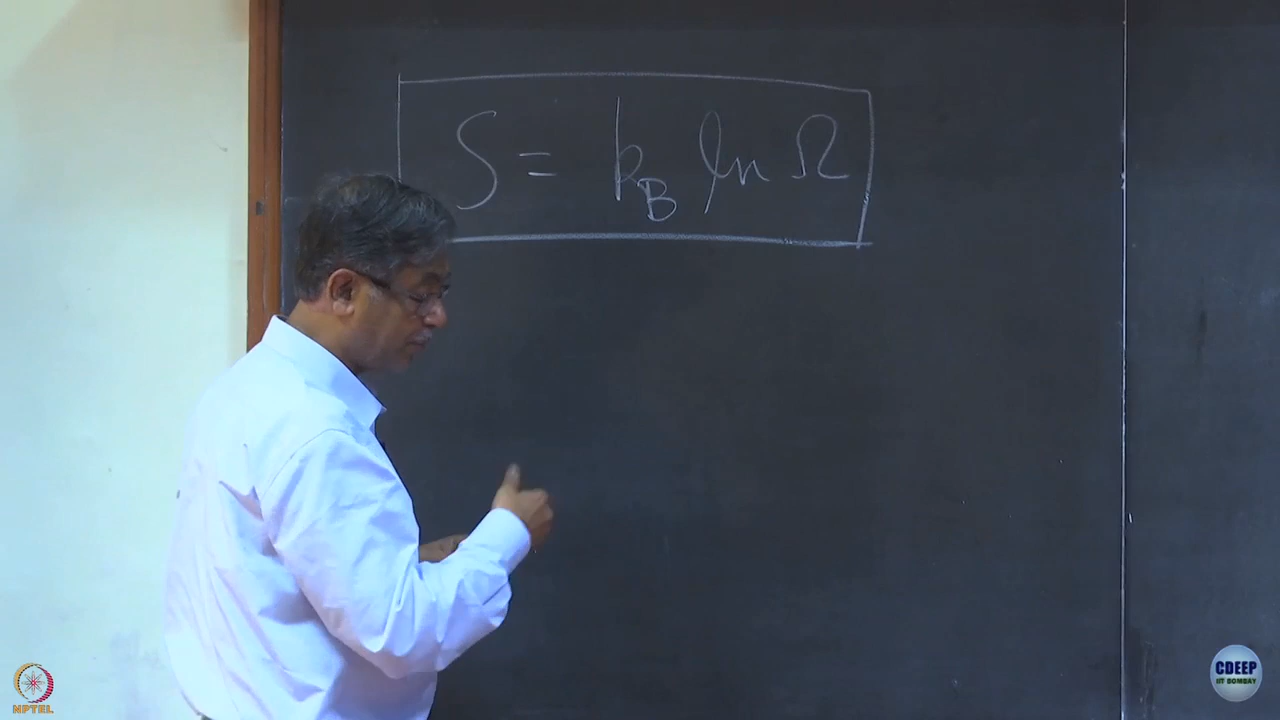 S = k_B ln Ω
NPTEL
CDEEP
IIT BOMBAY